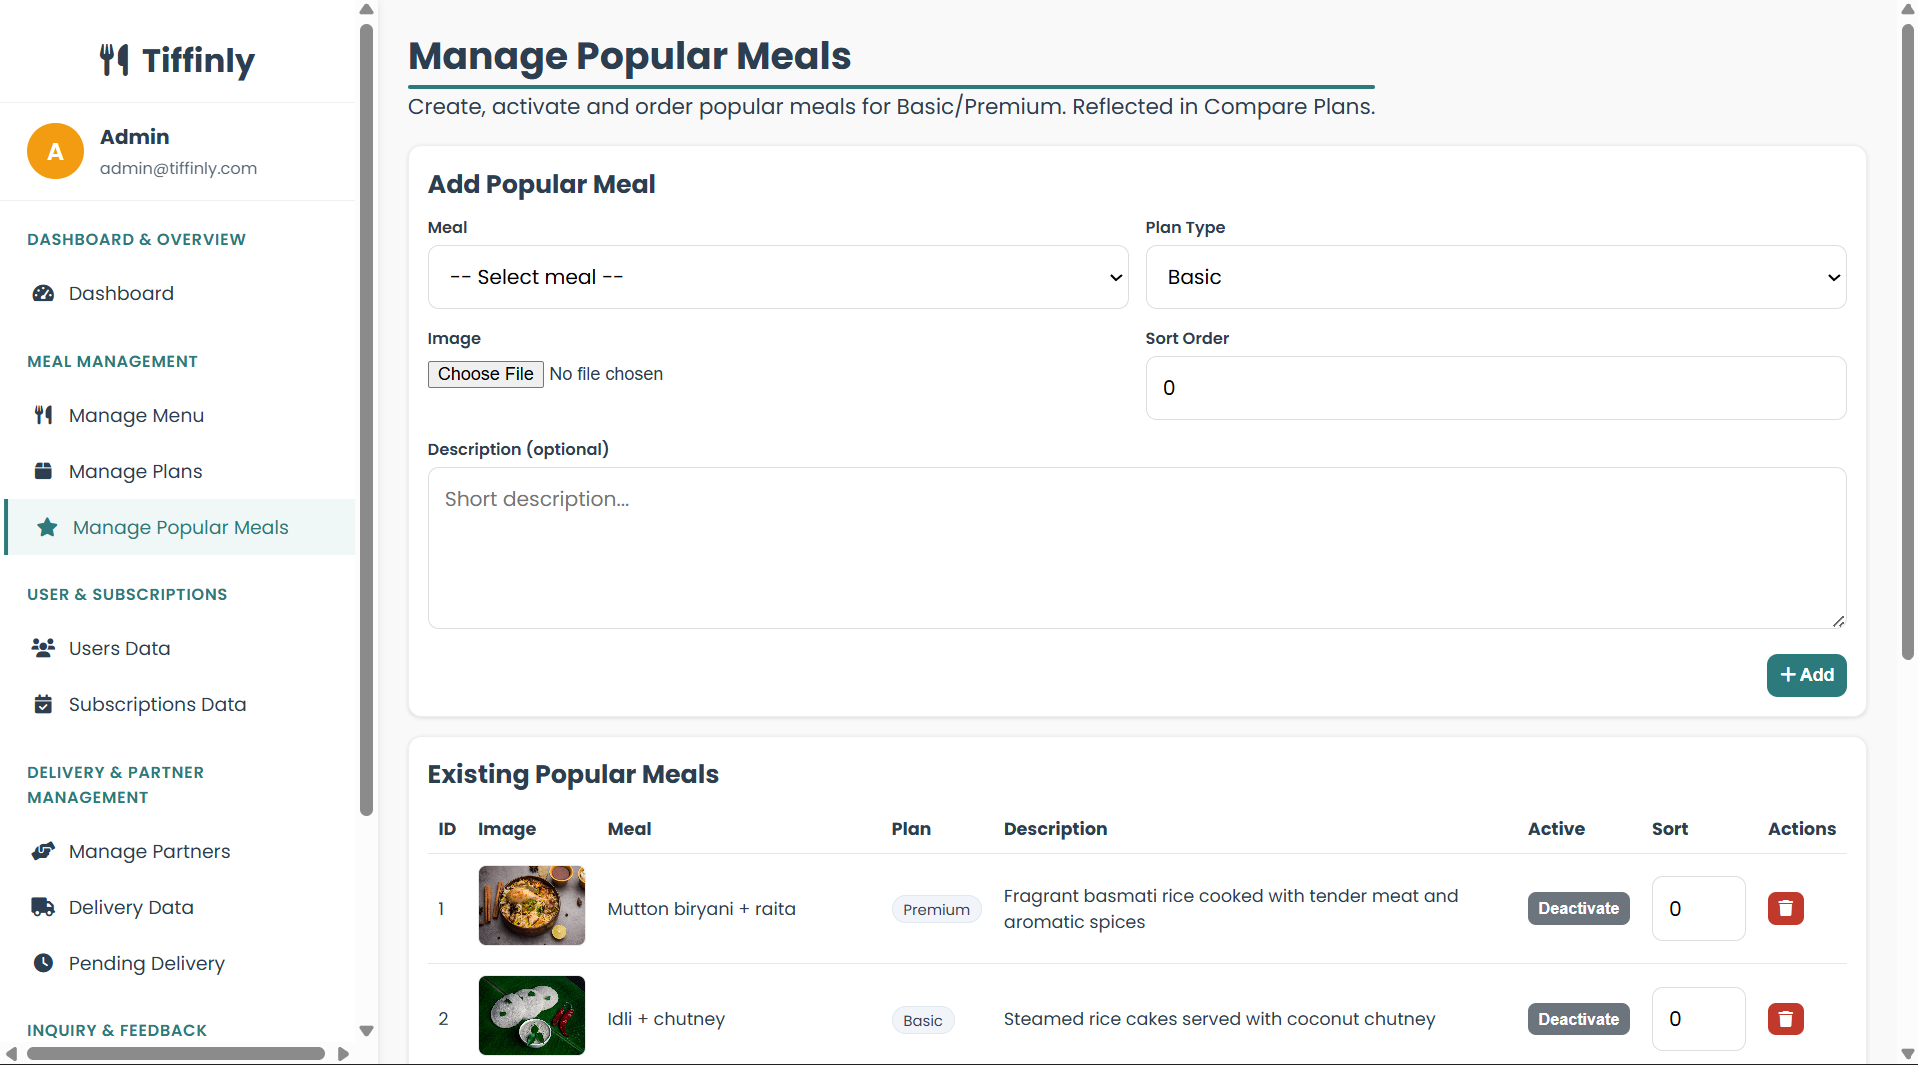 Tiffinly
A
Admin
admin@tiffinly.com
DASHBOARD & OVERVIEW
Dashboard
MEAL MANAGEMENT
Manage Menu
Manage Plans
Manage Popular Meals
USER & SUBSCRIPTIONS
Users Data
Subscriptions Data
DELIVERY & PARTNER
MANAGEMENT
Manage Partners
Delivery Data
Pending Delivery
INQUIRY & FEEDBACK
Manage Popular Meals
Create, activate and order popular meals for Basic/Premium. Reflected in Compare Plans.
Add Popular Meal
Meal
-- Select meal --
Plan Type
Basic
Image
Choose File No file chosen
Sort Order
0
Description (optional)
Short description...
+ Add
Existing Popular Meals
ID Image Meal Plan Description Active Sort Actions
1 Mutton biryani + raita Premium Fragrant basmati rice cooked with tender meat and
aromatic spices Deactivate 0
2 Idli + chutney Basic Steamed rice cakes served with coconut chutney Deactivate 0